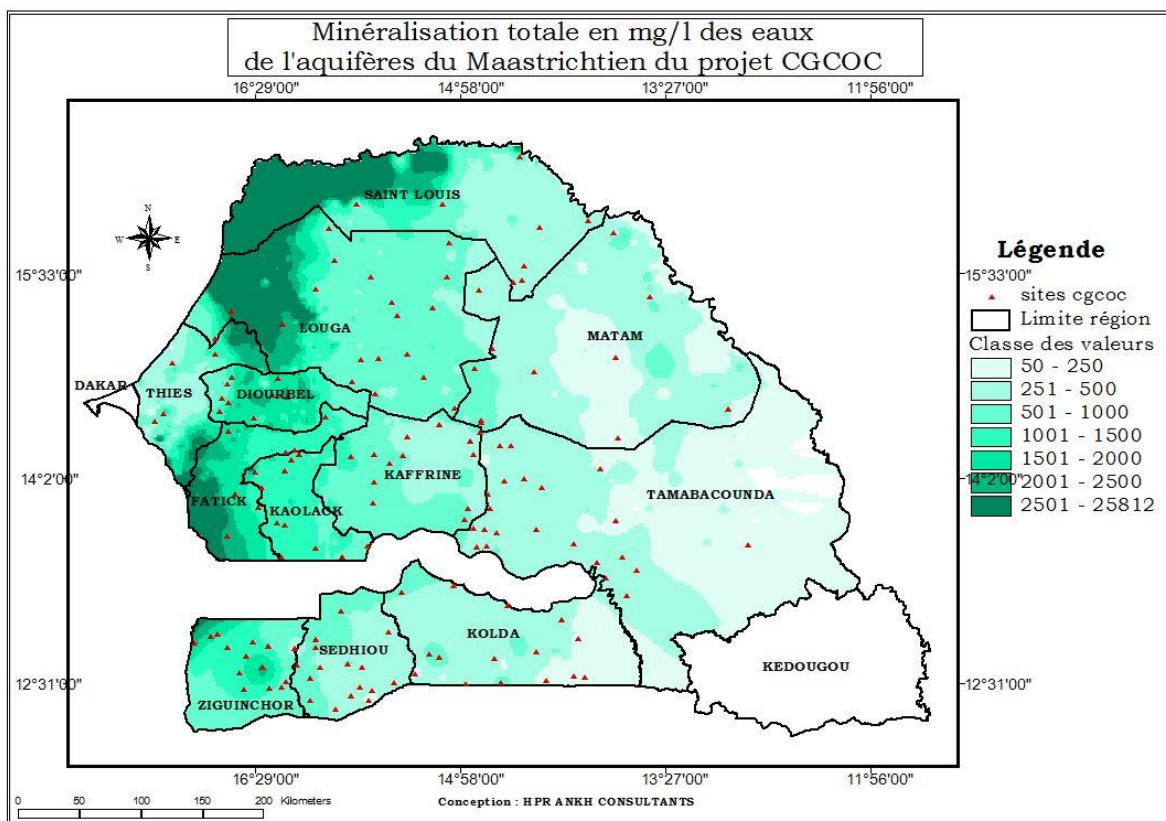 Minéralisation totale en mg/l des eaux
de l'aquifères du Maastrichtien du projet CGCOC
16°29'00" 14°58'00" 13°27'00" 11°56'00"
N
W E
S
SAINT LOUIS
15°33'00" 15°33'00"
LOUGA
MATAM
DAKAR
THIES
DIOURBEL
14°2'00" 14°2'00"
FATICK
KAOLACK
KAFFRINE
TAMABACOUNDA
SEDHIOU
KOLDA
KEDOUGOU
12°31'00" 12°31'00"
ZIGUINCHOR
Légende
sites cgcoc
Limite région
Classe des valeurs
50 - 250
251 - 500
501 - 1000
1001 - 1500
1501 - 2000
2001 - 2500
2501 - 25812
16°29'00" 14°58'00" 13°27'00" 11°56'00"
0 50 100 150 200 Kilometers
Conception : HPR ANKH CONSULTANTS